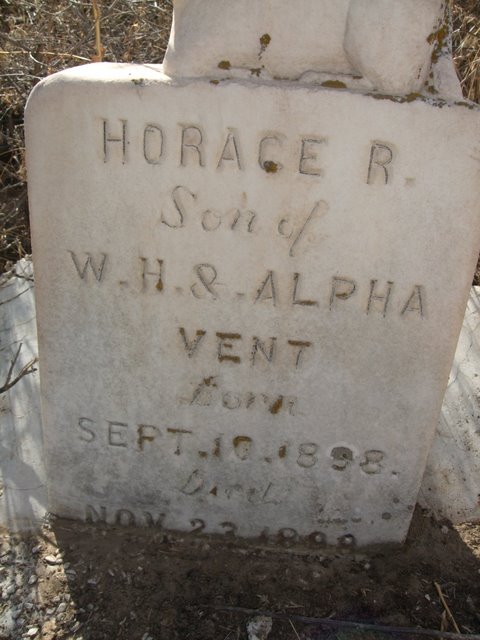 HORACE R.
Son of
W. H. & ALPHA
VENT
Born
SEPT. 10. 1898.
Died
NOV. 23. 1899